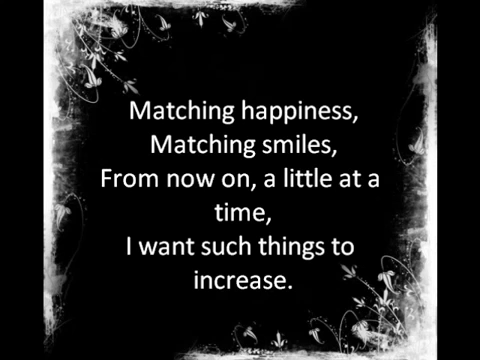 Matching happiness,
Matching smiles,
From now on, a little at a
time,
I want such things to
increase.